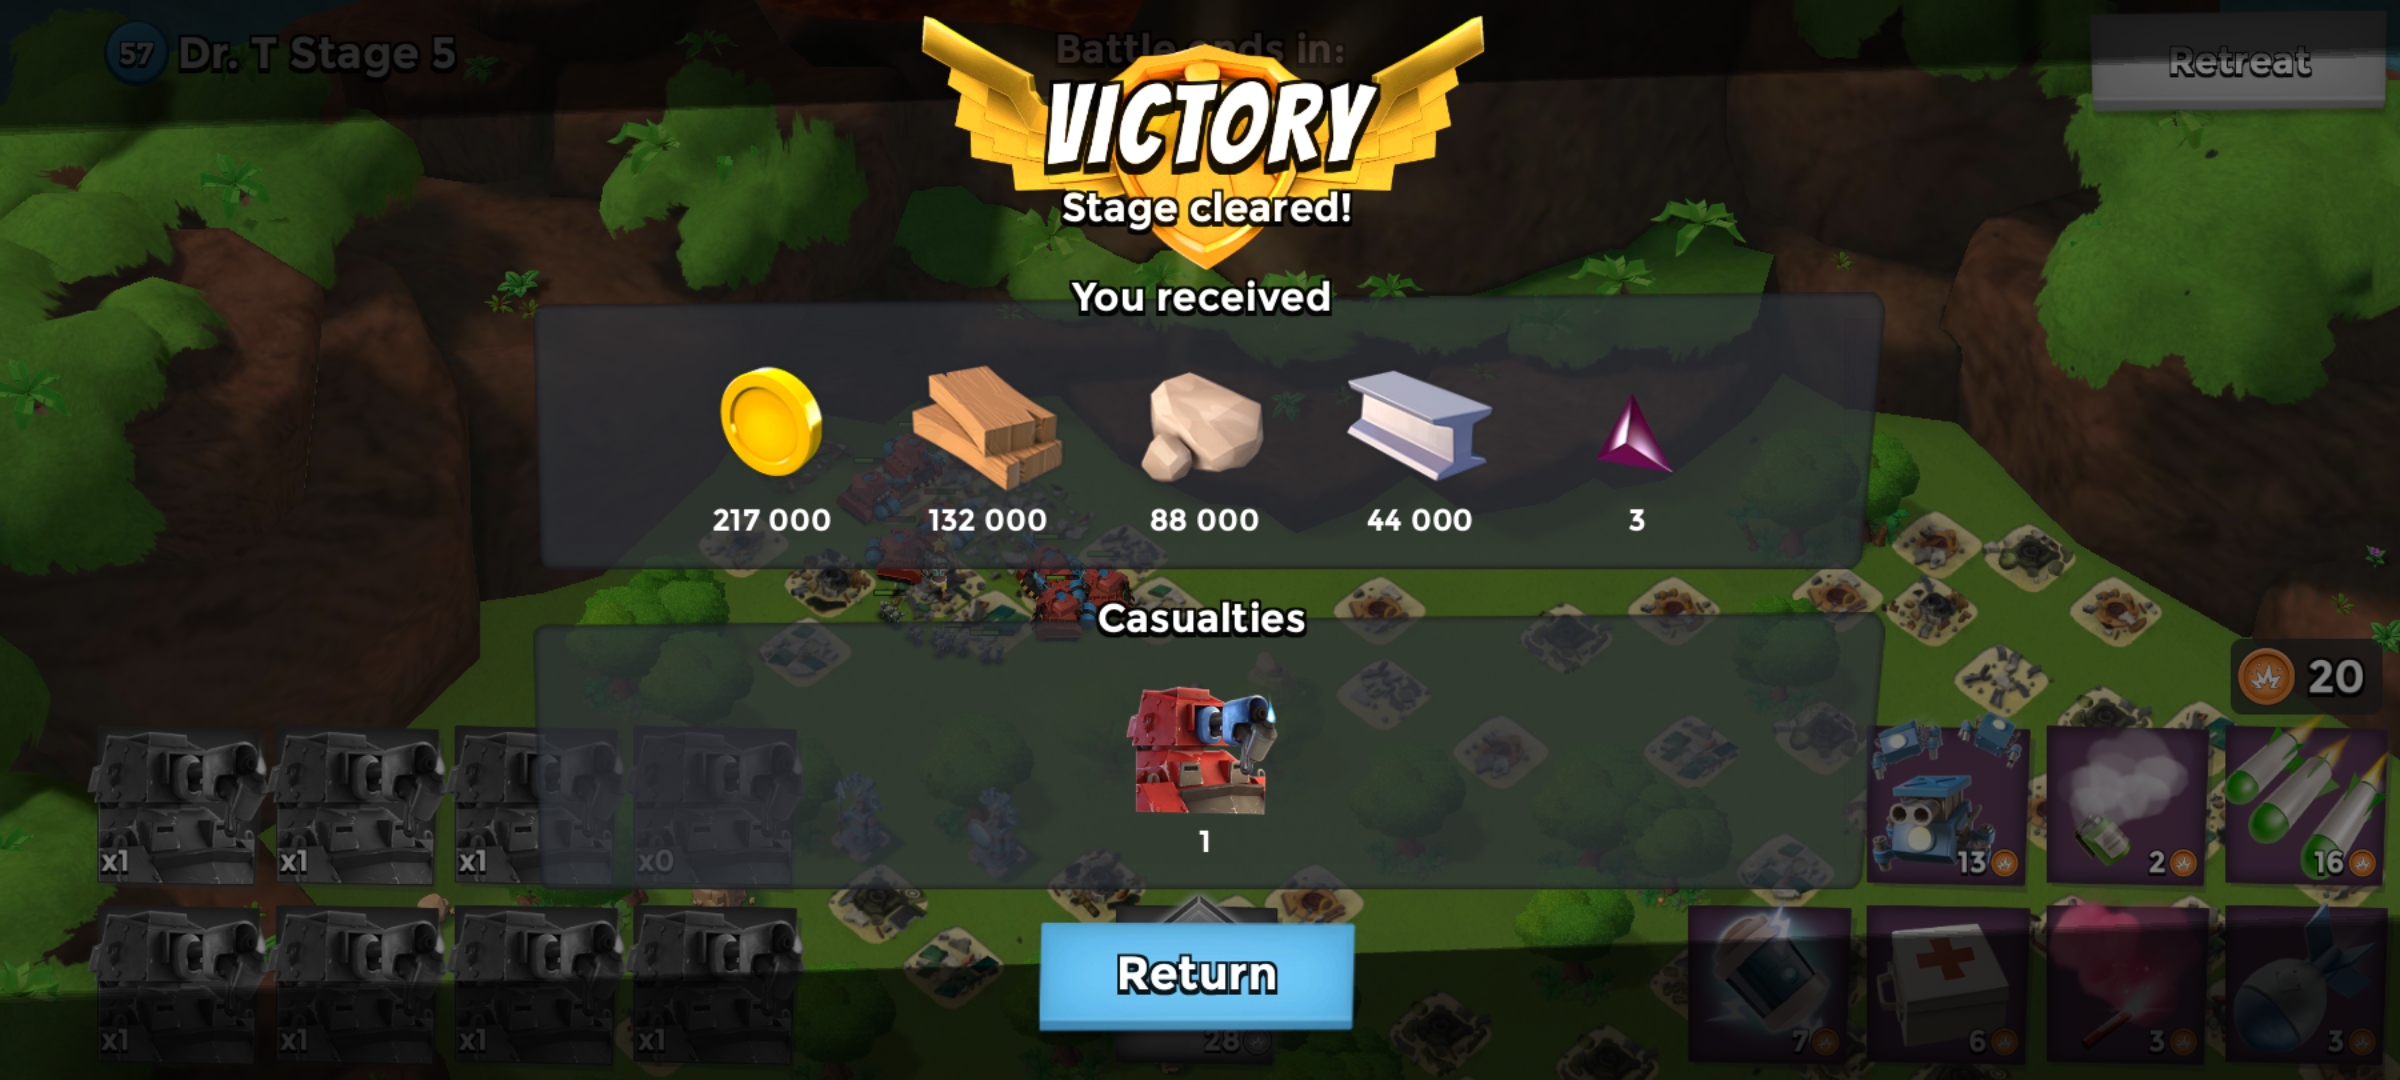 57 Dr. T Stage 5
Battle ends in:
Retreat
VICTORY
Stage cleared!
You received
217 000
132 000
88 000
44 000
3
Casualties
1
20
x1
x1
x1
x0
13
2
16
x1
x1
x1
x1
Return
28
7
6
3
3